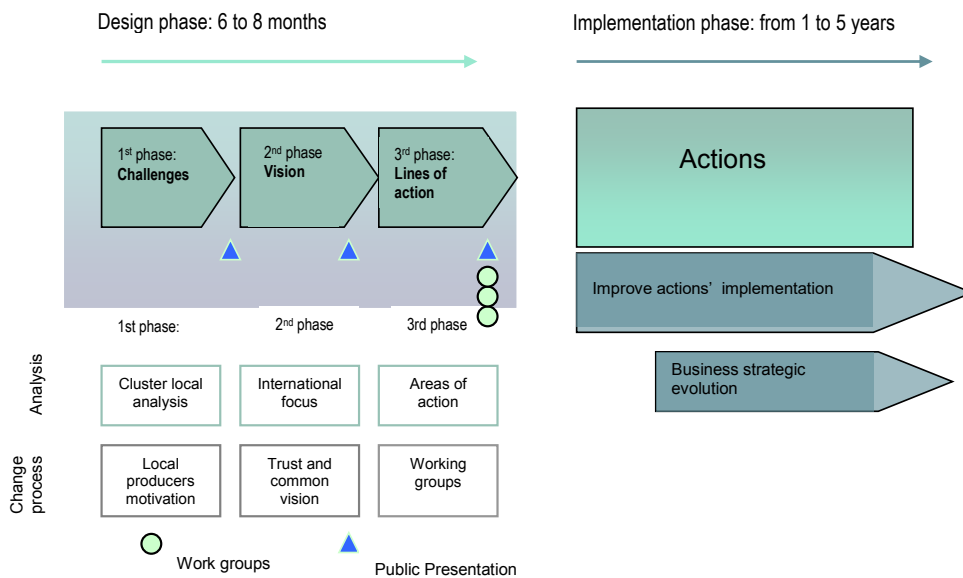 Design phase: 6 to 8 months
Implementation phase: from 1 to 5 years
1st phase:
Challenges
2nd phase
Vision
3rd phase:
Lines of
action
Actions
Improve actions' implementation
Business strategic
evolution
1st phase:
2nd phase
3rd phase
Analysis
Cluster local
analysis
International
focus
Areas of
action
Change
process
Local
producers
motivation
Trust and
common
vision
Working
groups
Work groups
Public Presentation